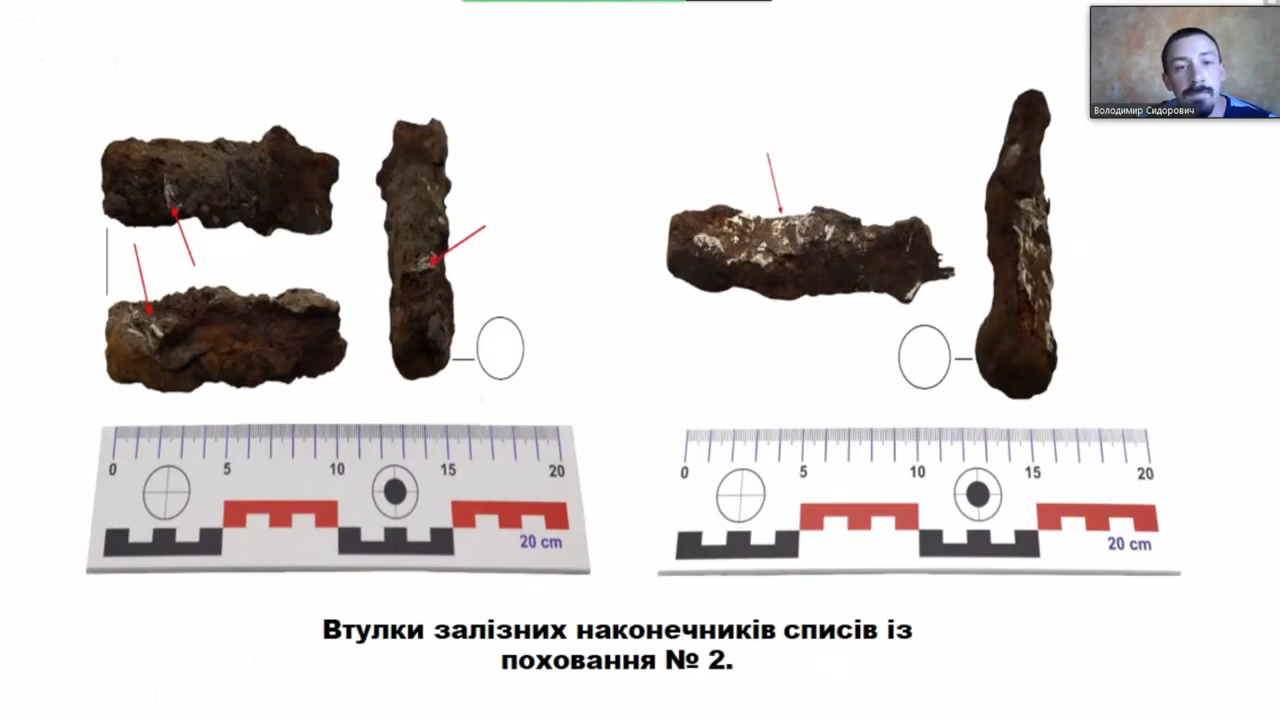 Володимир Сидорович
0 5 10 15 20
20 cm
0 5 10 15 20
20 cm
Втулки залізних наконечників списів із
поховання № 2.